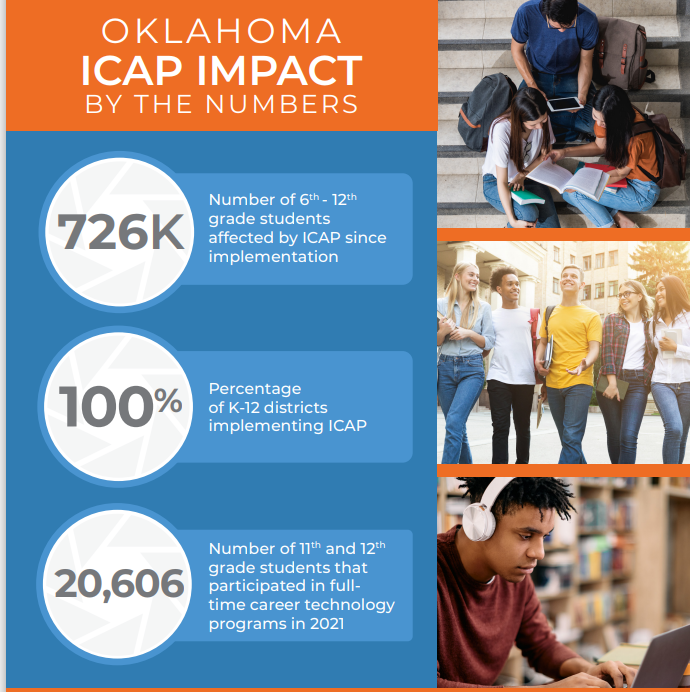 OKLAHOMA
ICAP IMPACT
BY THE NUMBERS
726K
Number of 6th - 12th
grade students
affected by ICAP since
implementation
100%
Percentage
of K-12 districts
implementing ICAP
20,606
Number of 11th and 12th
grade students that
participated in full-
time career technology
programs in 2021